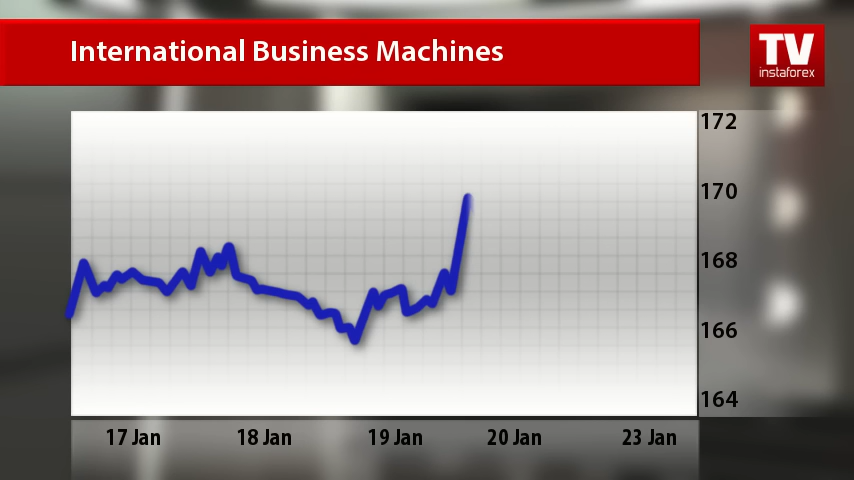 International Business Machines
TV
instaforex
172
170
168
166
164
17 Jan
18 Jan
19 Jan
20 Jan
23 Jan